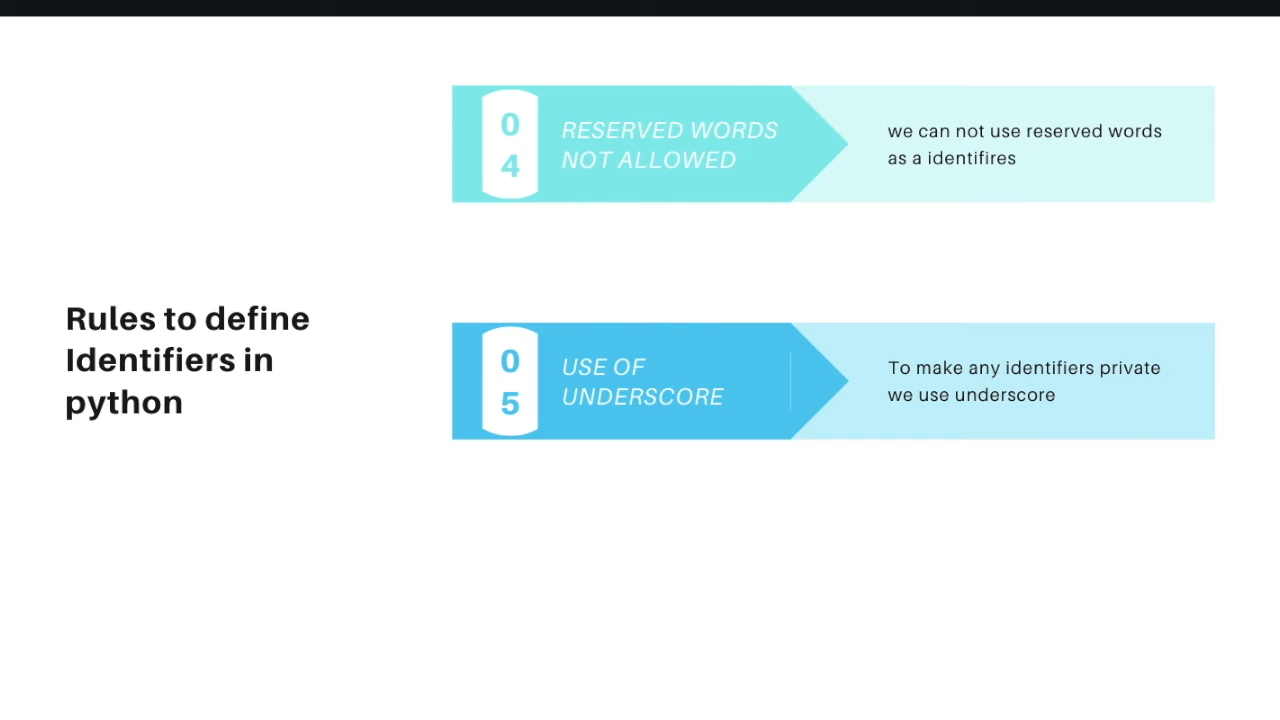 Rules to define
Identifiers in
python
0
4
RESERVED WORDS
NOT ALLOWED
we can not use reserved words
as a identifires
0
5
USE OF
UNDERSCORE
To make any identifiers private
we use underscore